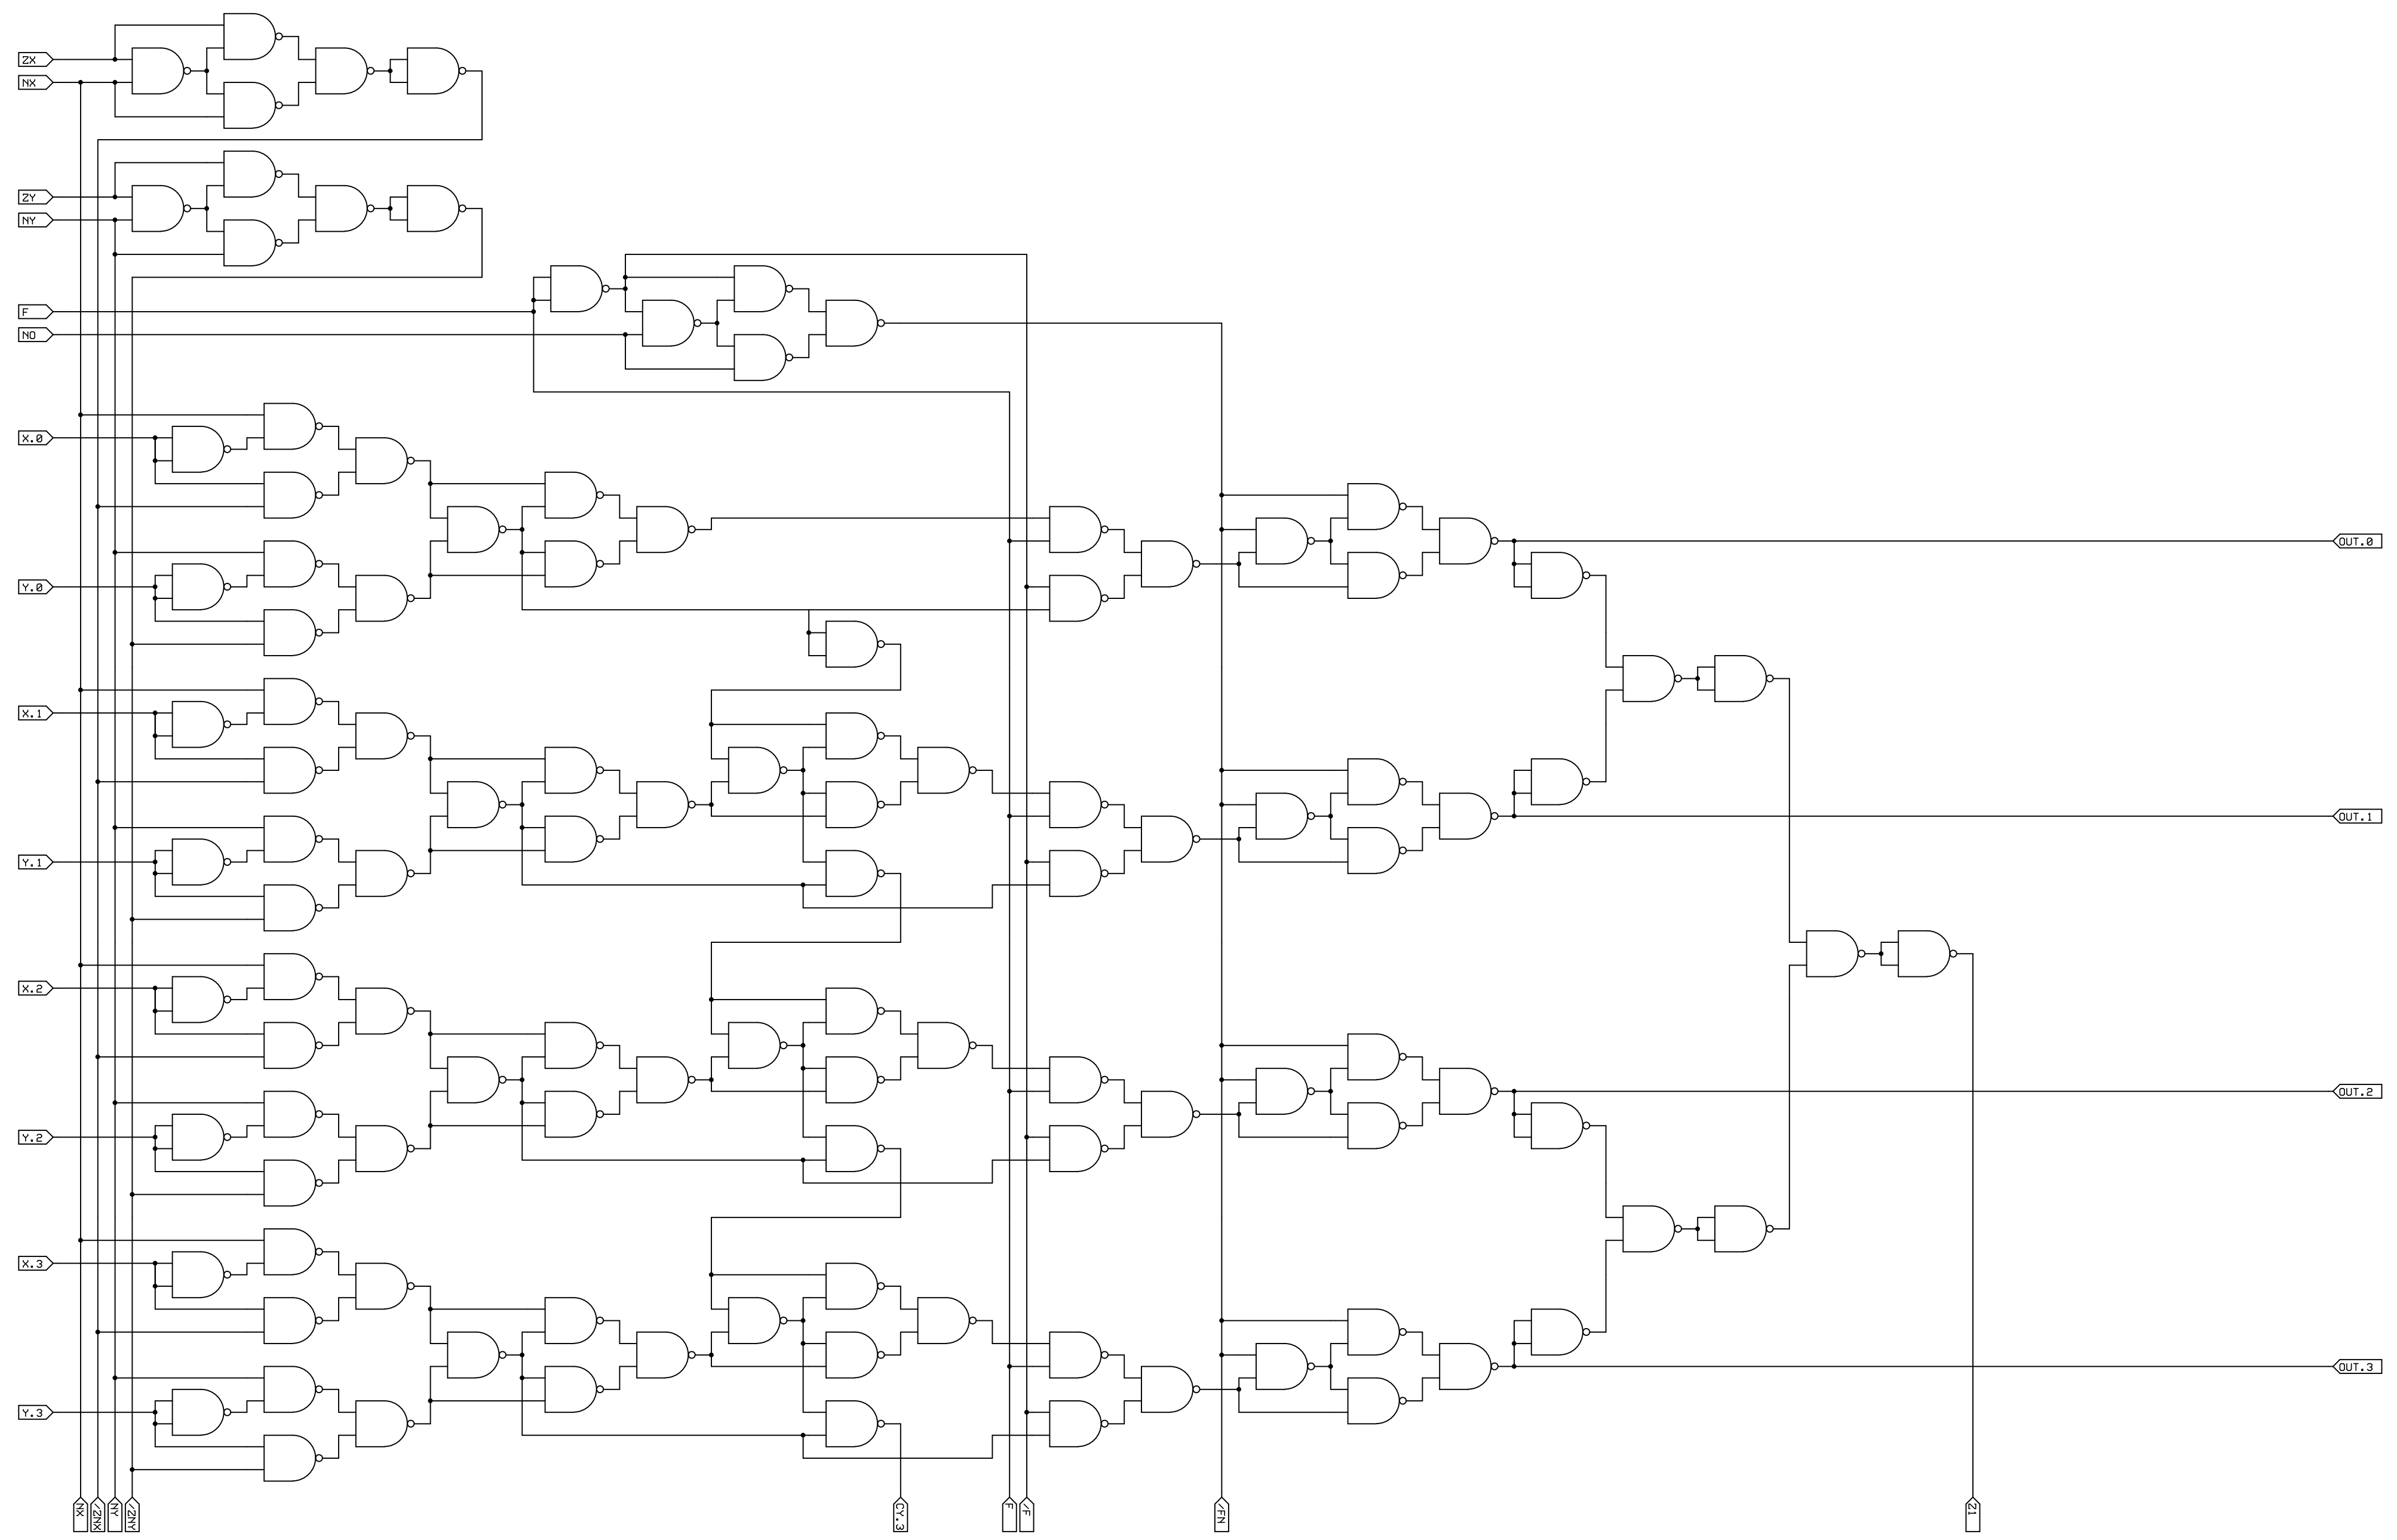 ZX
NX
ZY
NY
F
NO
X.0
OUT.0
Y.0
X.1
OUT.1
Y.1
X.2
OUT.2
Y.2
X.3
OUT.3
Y.3
NX
/ZNX
NY
/ZNY
CY.3
F
/F
/FN
Z1